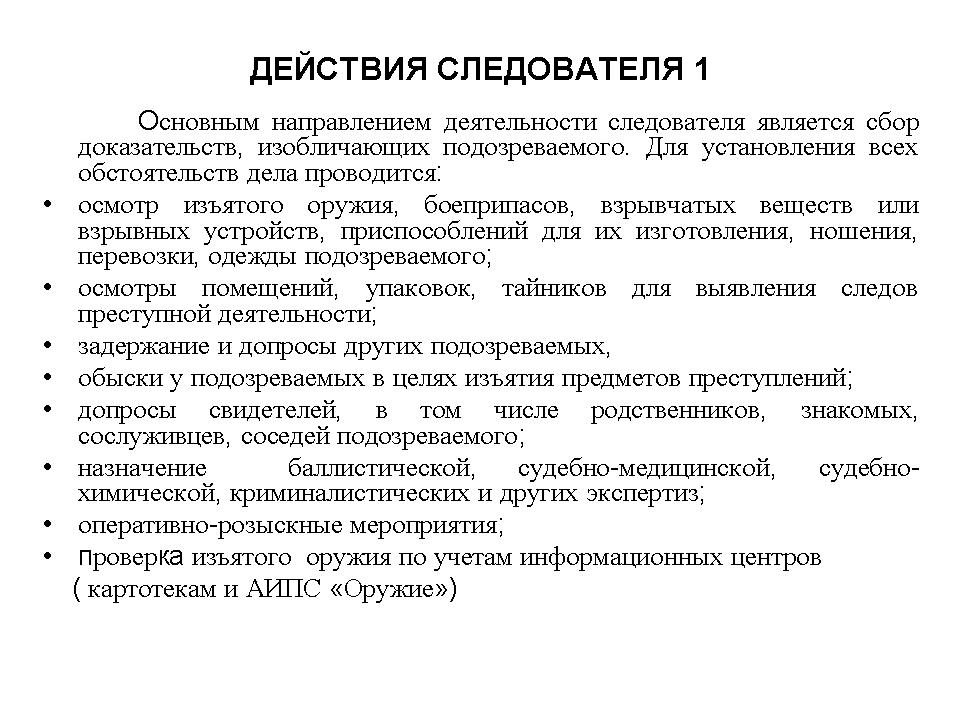 ДЕЙСТВИЯ СЛЕДОВАТЕЛЯ 1
Основным направлением деятельности следователя является сбор
доказательств, изобличающих подозреваемого. Для установления всех
обстоятельств дела проводится:
• осмотр изъятого оружия, боеприпасов, взрывчатых веществ или
взрывных устройств, приспособлений для их изготовления, ношения,
перевозки, одежды подозреваемого;
• осмотры помещений, упаковок, тайников для выявления следов
преступной деятельности;
• задержание и допросы других подозреваемых,
• обыски у подозреваемых в целях изъятия предметов преступлений;
• допросы свидетелей, в том числе родственников, знакомых,
сослуживцев, соседей подозреваемого;
• назначение баллистической, судебно-медицинской, судебно-
химической, криминалистических и других экспертиз;
• оперативно-розыскные мероприятия;
• проверка изъятого оружия по учетам информационных центров
( картотекам и АИПС «Оружие»)